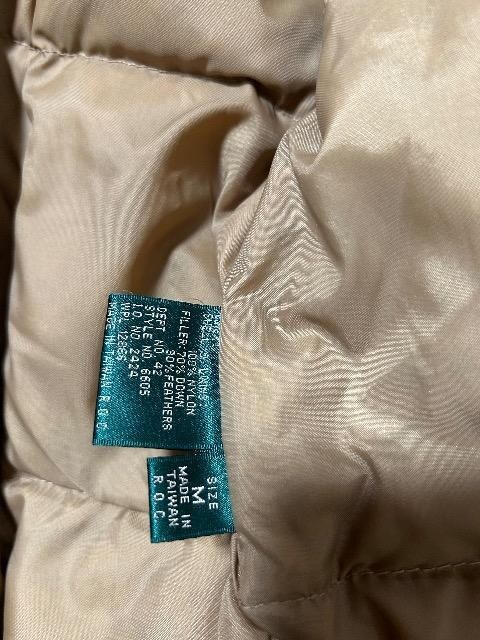 100% NYLON
FILLER: 70% DOWN
30% FEATHERS
DEPT NO. 42
STYLE NO. 6605
I.O. NO. 2424
WPL 12866
MADE IN TAIWAN R.O.C.
SIZE
M
MADE IN
TAIWAN
R O C